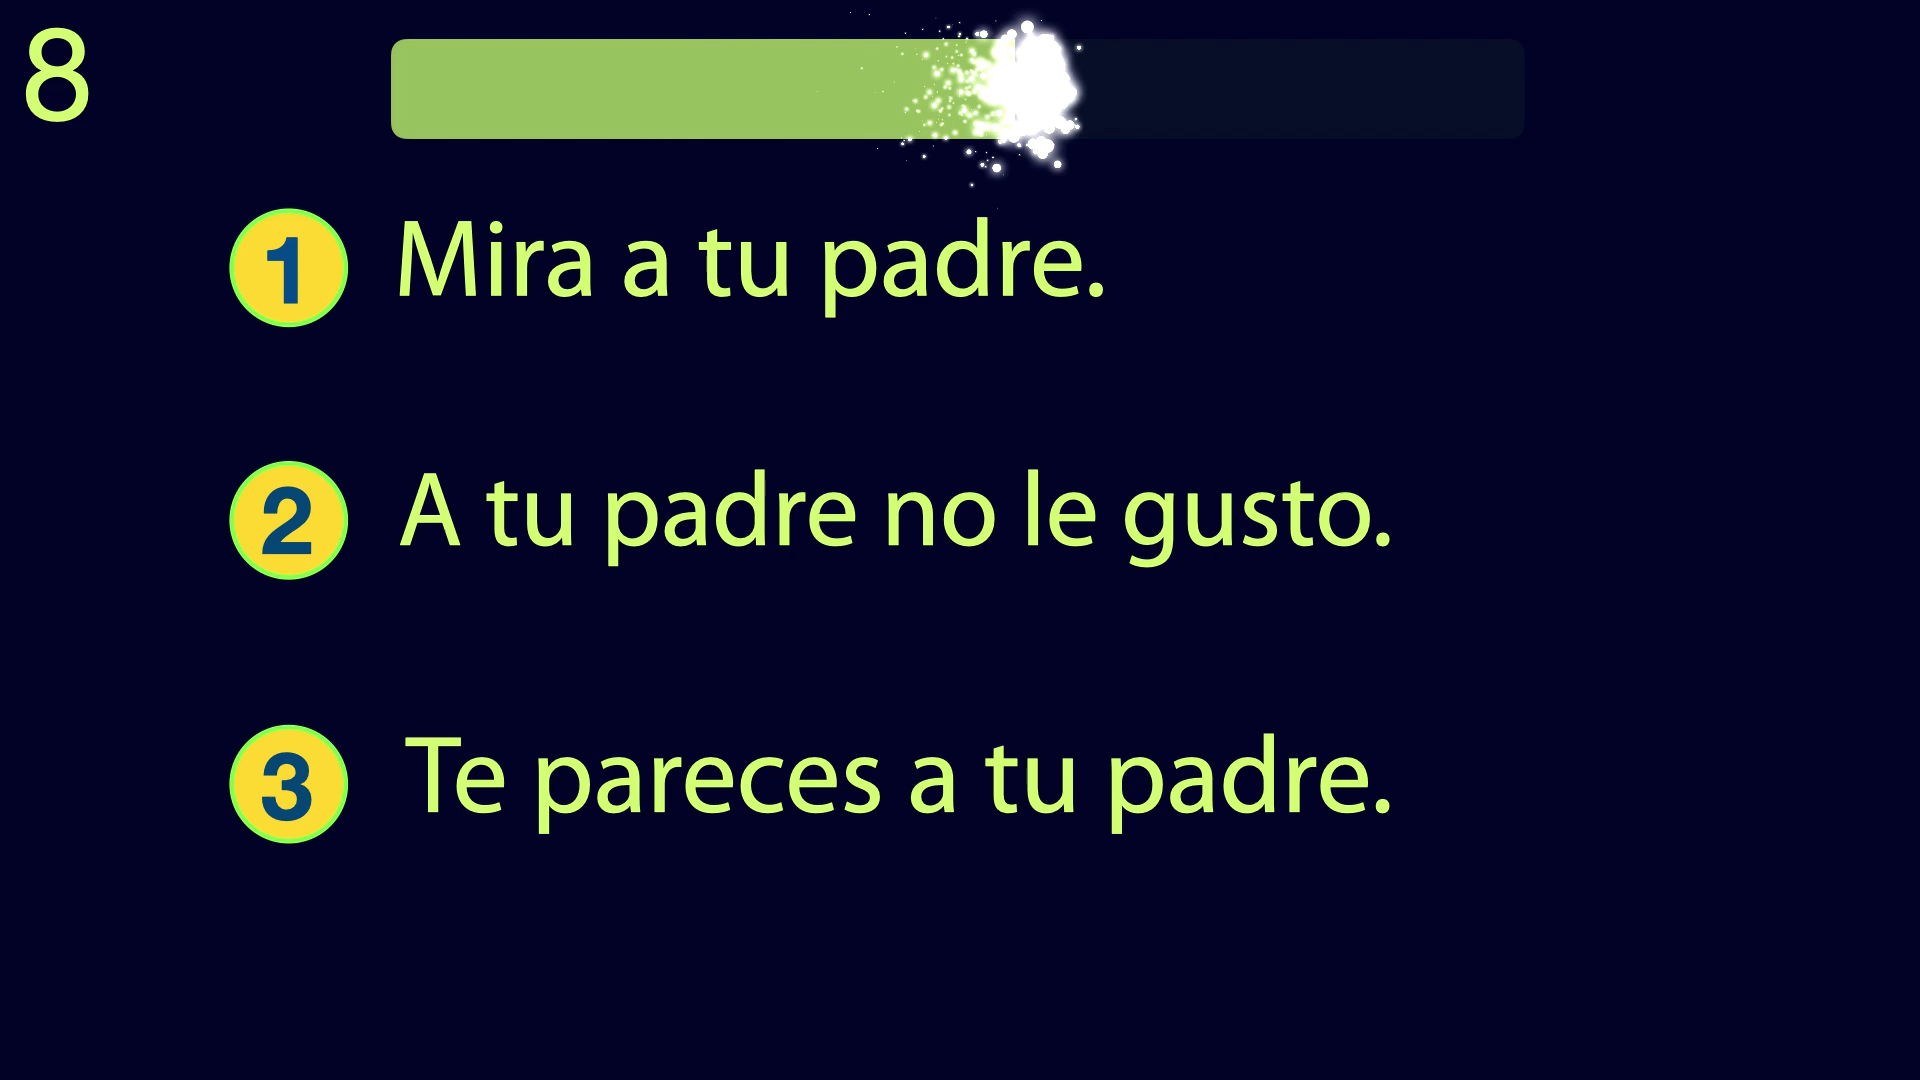 8
1 Mira a tu padre.
2 A tu padre no le gusto.
3 Te pareces a tu padre.